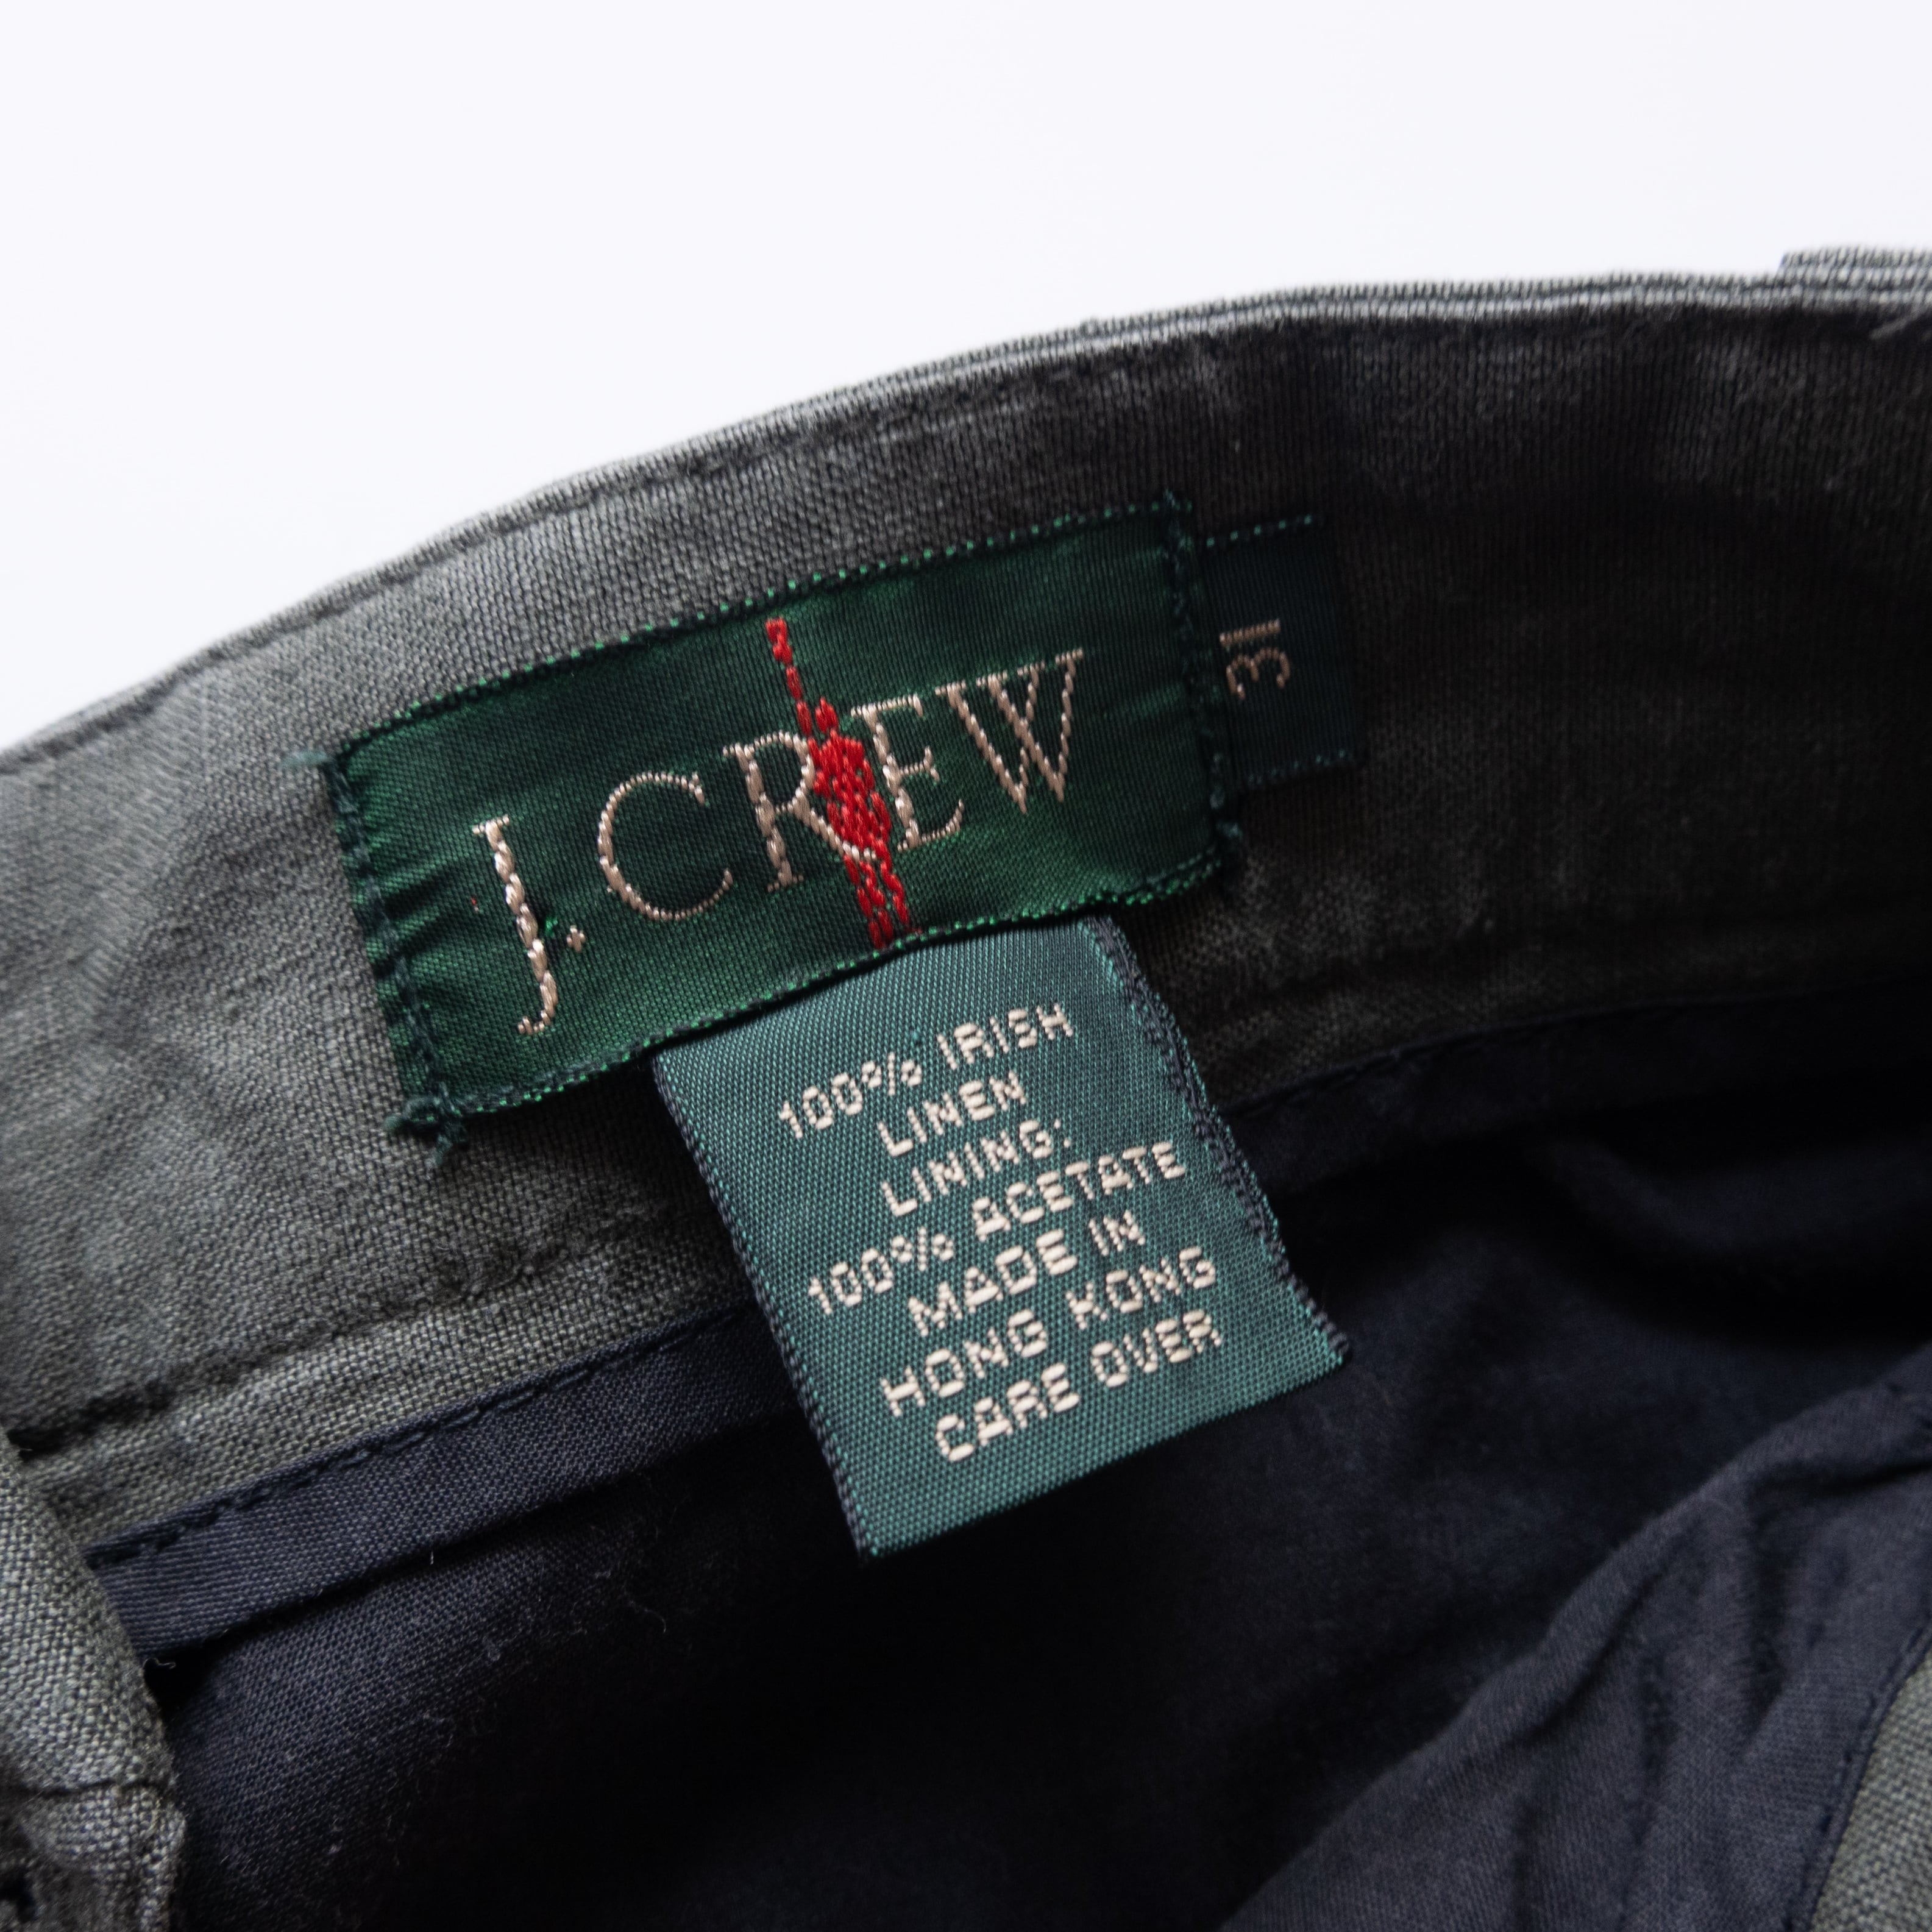 J. CREW
31
100% IRISH
LINEN
LINING:
100% ACETATE
MADE IN
HONG KONG
CARE OVER